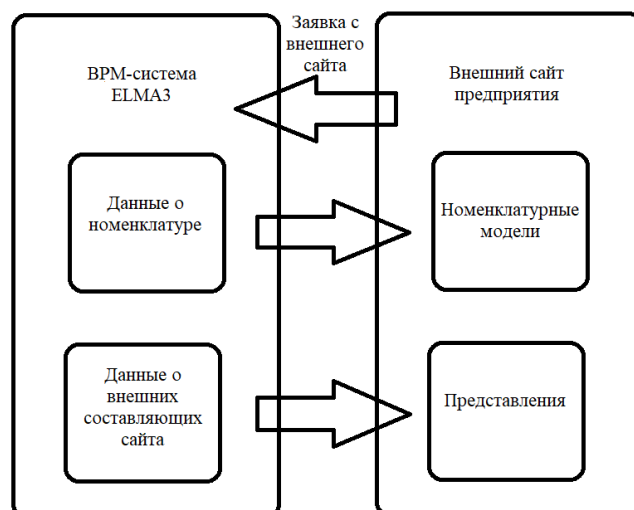 Заявка с
внешнего
сайта
BPM-система
ELMA3
Внешний сайт
предприятия
Данные о
номенклатуре
Номенклатурные
модели
Данные о
внешних
составляющих
сайта
Представления